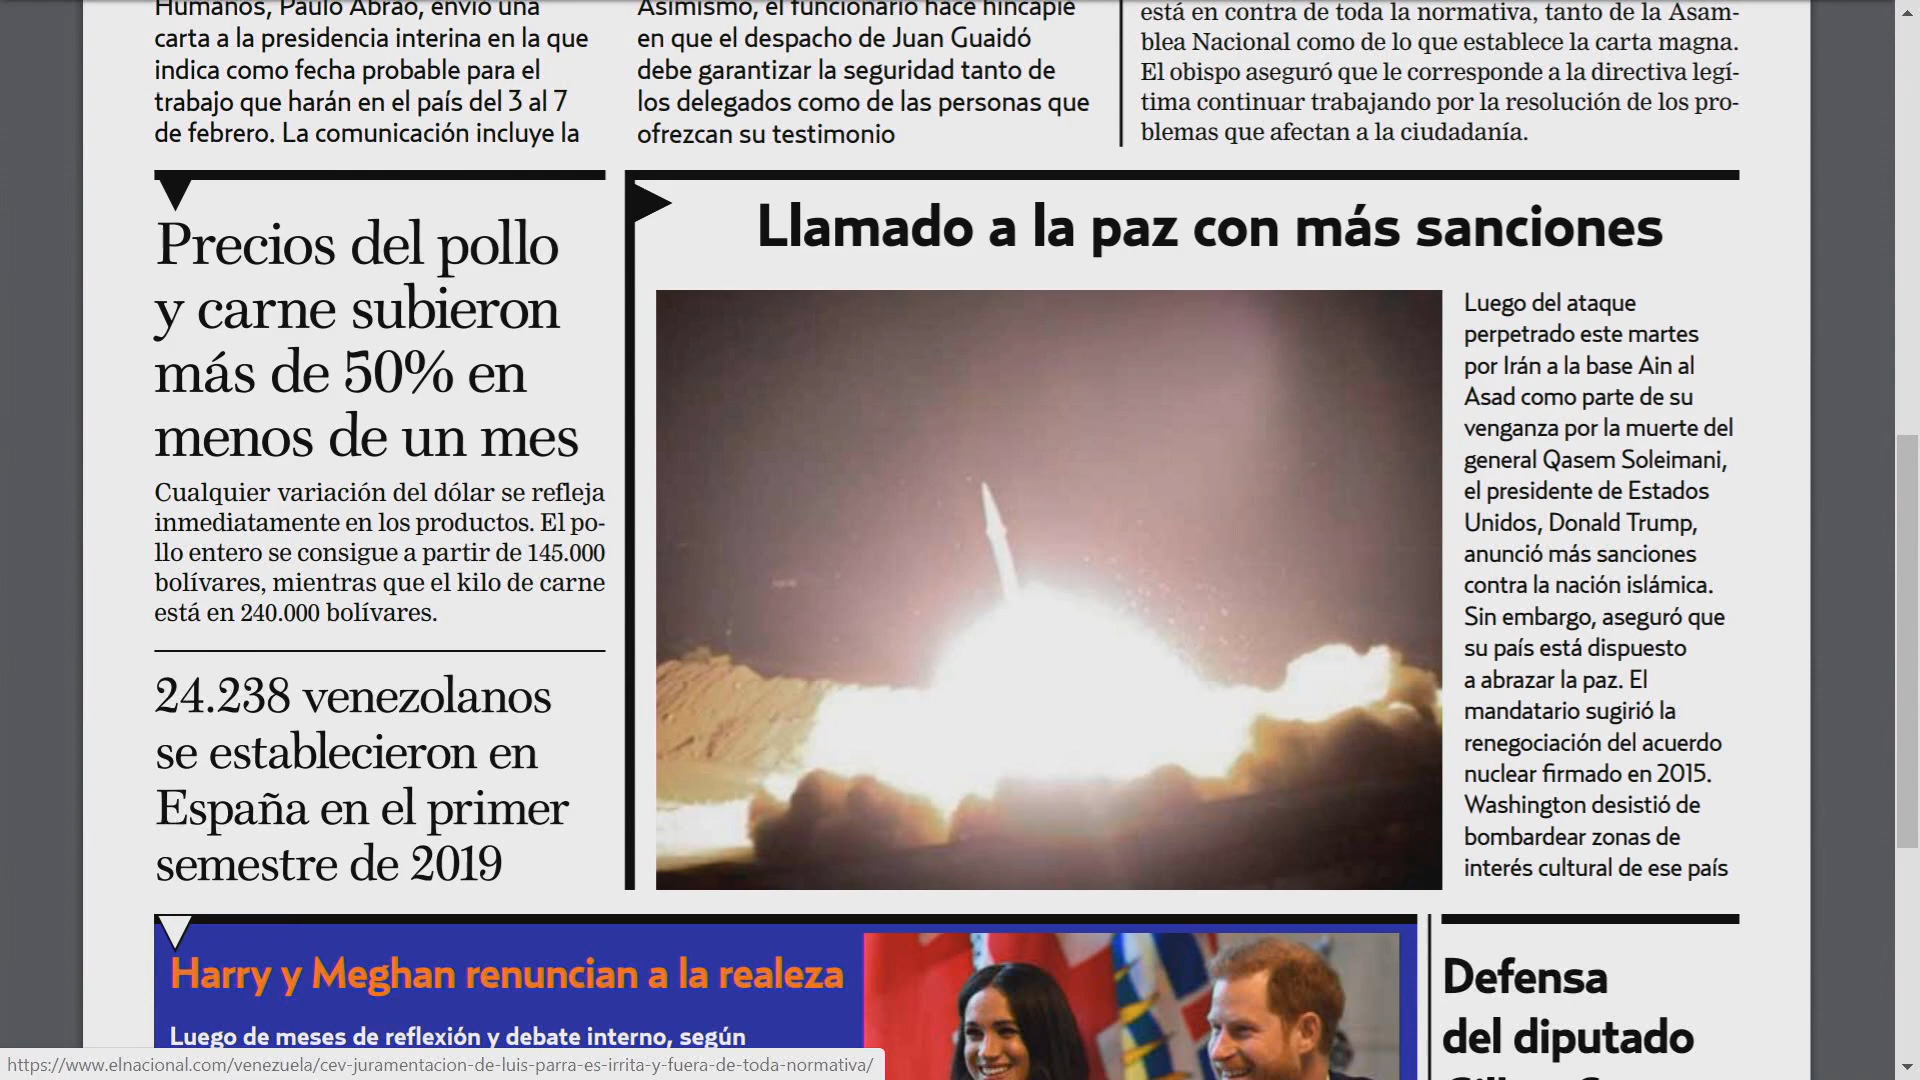 Humanos, Paulo Abrão, envió una
carta a la presidencia interina en la que
indica como fecha probable para el
trabajo que harán en el país del 3 al 7
de febrero. La comunicación incluye la
Asimismo, el funcionario hace hincapié
en que el despacho de Juan Guaidó
debe garantizar la seguridad tanto de
los delegados como de las personas que
ofrezcan su testimonio
está en contra de toda la normativa, tanto de la Asam-
blea Nacional como de lo que establece la carta magna.
El obispo aseguró que le corresponde a la directiva legí-
tima continuar trabajando por la resolución de los pro-
blemas que afectan a la ciudadanía.
Precios del pollo
y carne subieron
más de 50% en
menos de un mes
Cualquier variación del dólar se refleja
inmediatamente en los productos. El po-
llo entero se consigue a partir de 145.000
bolívares, mientras que el kilo de carne
está en 240.000 bolívares.
24.238 venezolanos
se establecieron en
España en el primer
semestre de 2019
Llamado a la paz con más sanciones
Luego del ataque
perpetrado este martes
por Irán a la base Ain al
Asad como parte de su
venganza por la muerte del
general Qasem Soleimani,
el presidente de Estados
Unidos, Donald Trump,
anunció más sanciones
contra la nación islámica.
Sin embargo, aseguró que
su país está dispuesto
a abrazar la paz. El
mandatario sugirió la
renegociación del acuerdo
nuclear firmado en 2015.
Washington desistió de
bombardear zonas de
interés cultural de ese país
Harry y Meghan renuncian a la realeza
Luego de meses de reflexión y debate interno, según
Defensa
del diputado
https://www.elnacional.com/venezuela/cev-juramentacion-de-luis-parra-es-irrita-y-fuera-de-toda-normativa/